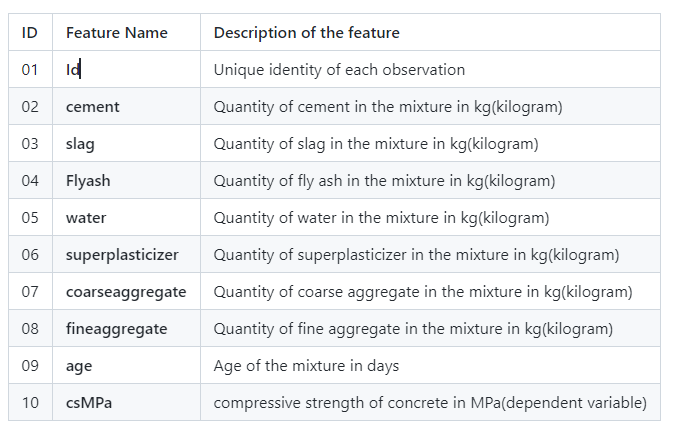 ID Feature Name Description of the feature
01 Id Unique identity of each observation
02 cement Quantity of cement in the mixture in kg(kilogram)
03 slag Quantity of slag in the mixture in kg(kilogram)
04 Flyash Quantity of fly ash in the mixture in kg(kilogram)
05 water Quantity of water in the mixture in kg(kilogram)
06 superplasticizer Quantity of superplasticizer in the mixture in kg(kilogram)
07 coarseaggregate Quantity of coarse aggregate in the mixture in kg(kilogram)
08 fineaggregate Quantity of fine aggregate in the mixture in kg(kilogram)
09 age Age of the mixture in days
10 csMPa compressive strength of concrete in MPa(dependent variable)